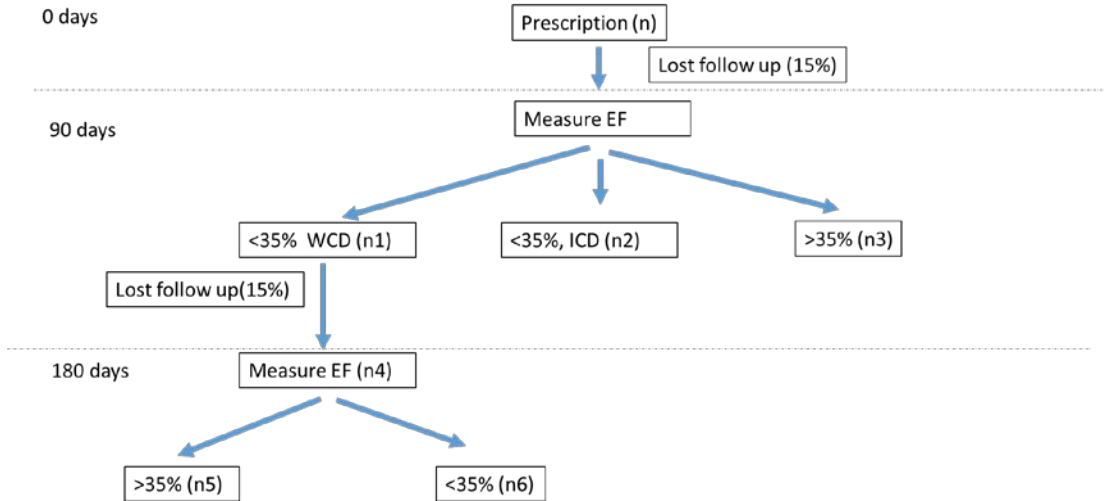 0 days
Prescription (n)
Lost follow up (15%)
90 days
Measure EF
<35%  WCD (n1)
<35%, ICD (n2)
>35% (n3)
Lost follow up(15%)
180 days
Measure EF (n4)
>35% (n5)
<35% (n6)